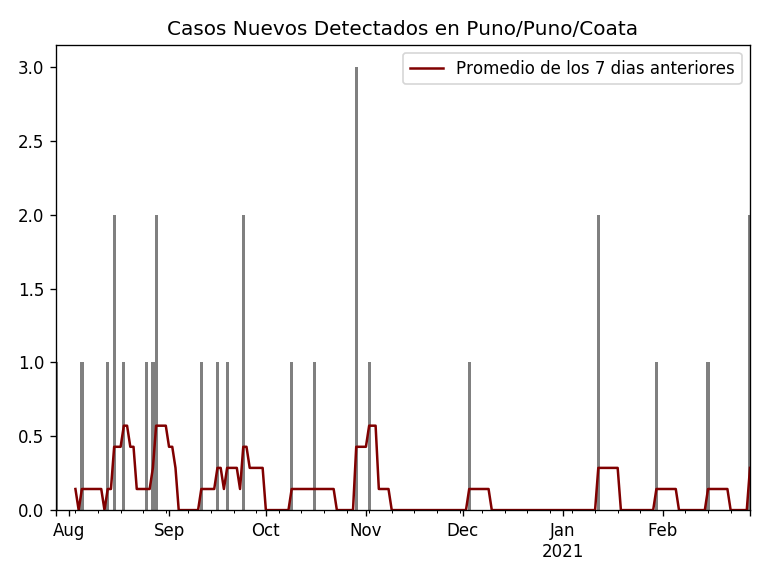 Casos Nuevos Detectados en Puno/Puno/Coata
Promedio de los 7 dias anteriores
3.0
2.5
2.0
1.5
1.0
0.5
0.0
Aug Sep Oct Nov Dec Jan Feb
2021